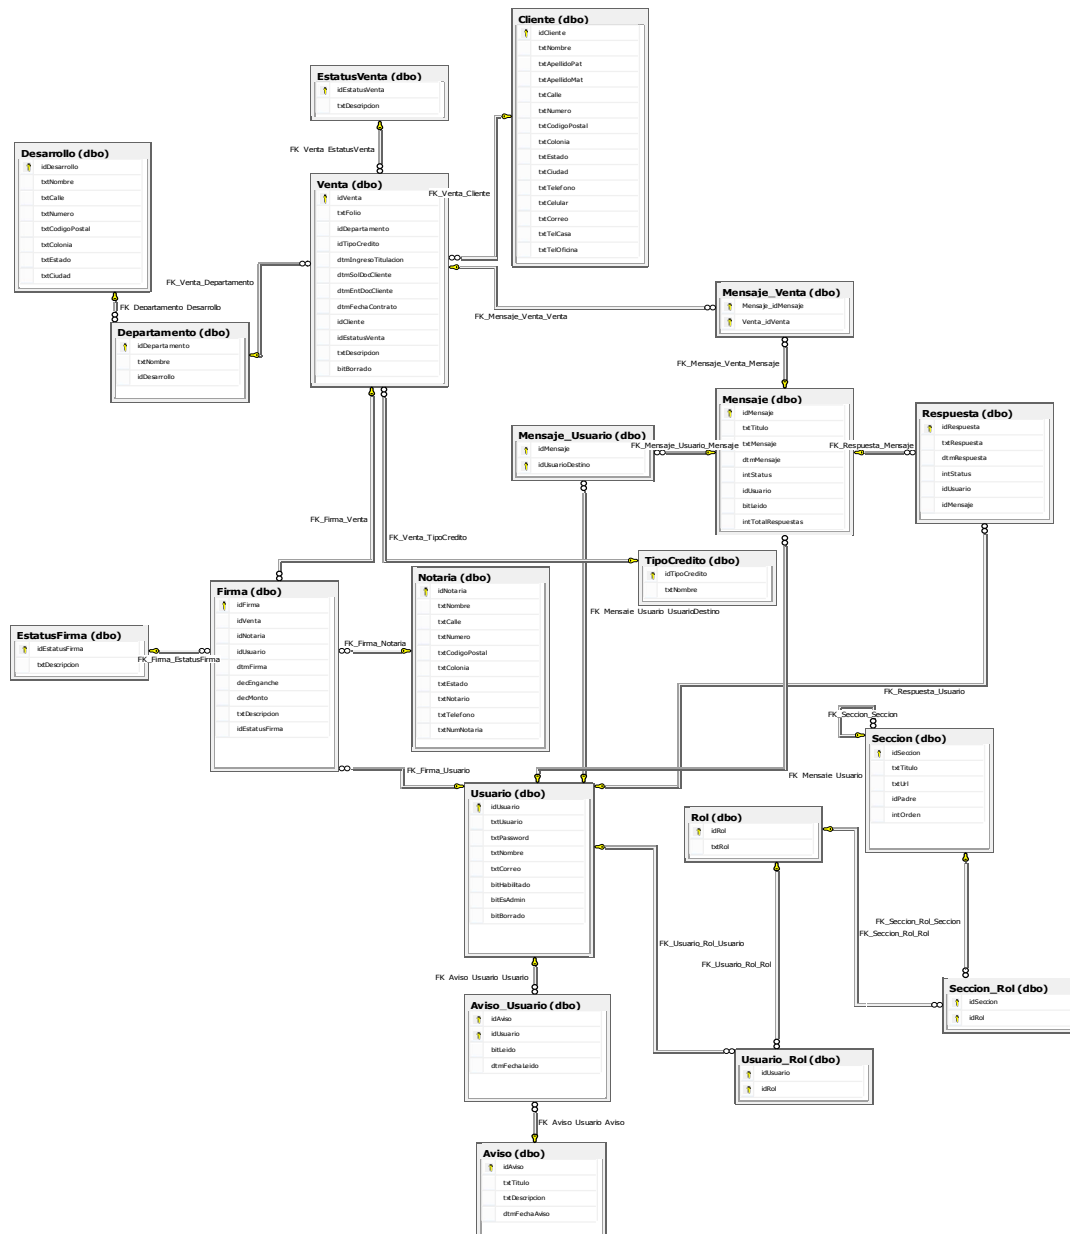 Cliente (dbo)
idCliente
txtNombre
txtApellidoPat
txtApellidoMat
txtCalle
txtNumero
txtCodigoPostal
txtColonia
txtEstado
txtCiudad
txtTelefono
txtCelular
txtCorreo
txtTelCasa
txtTelOficina
EstatusVenta (dbo)
idEstatusVenta
txtDescripcion
FK Venta EstatusVenta
Desarrollo (dbo)
idDesarrollo
txtNombre
txtCalle
txtNumero
txtCodigoPostal
txtColonia
txtEstado
txtCiudad
Venta (dbo)
idVenta
txtFolio
idDepartamento
idTipoCredito
dtmIngresoTitulacion
dtmSolDocCliente
dtmEntDocCliente
dtmFechaContrato
idCliente
idEstatusVenta
txtDescripcion
bitBorrado
FK_Venta_Cliente
FK_Venta_Departamento
FK Departamento Desarrollo
Departamento (dbo)
idDepartamento
txtNombre
idDesarrollo
Mensaje_Venta (dbo)
Mensaje_idMensaje
Venta_idVenta
FK_Mensaje_Venta_Venta
FK_Mensaje_Venta_Mensaje
Mensaje (dbo)
idMensaje
txtTitulo
txtMensaje
dtmMensaje
intStatus
idUsuario
bitLeido
intTotalRespuestas
Respuesta (dbo)
idRespuesta
txtRespuesta
dtmRespuesta
intStatus
idUsuario
idMensaje
Mensaje_Usuario (dbo)
idMensaje
idUsuarioDestino
FK_Mensaje_Usuario_Mensaje
FK_Respuesta_Mensaje
FK_Firma_Venta
FK_Venta_TipoCredito
TipoCredito (dbo)
idTipoCredito
txtNombre
FK Mensaje Usuario UsuarioDestino
Firma (dbo)
idFirma
idVenta
idNotaria
idUsuario
dtmFirma
decEnganche
decMonto
txtDescripcion
idEstatusFirma
Notaria (dbo)
idNotaria
txtNombre
txtCalle
txtNumero
txtCodigoPostal
txtColonia
txtEstado
txtNotario
txtTelefono
txtNumNotaria
EstatusFirma (dbo)
idEstatusFirma
txtDescripcion
FK_Firma_EstatusFirma
FK_Firma_Notaria
FK_Respuesta_Usuario
FK_Seccion_Seccion
Seccion (dbo)
idSeccion
txtTitulo
txtUrl
idPadre
intOrden
FK Mensaje Usuario
FK_Firma_Usuario
Usuario (dbo)
idUsuario
txtUsuario
txtPassword
txtNombre
txtCorreo
bitHabilitado
bitEsAdmin
bitBorrado
Rol (dbo)
idRol
txtRol
FK_Seccion_Rol_Seccion
FK_Seccion_Rol_Rol
FK_Usuario_Rol_Usuario
FK_Usuario_Rol_Rol
FK Aviso Usuario Usuario
Seccion_Rol (dbo)
idSeccion
idRol
Aviso_Usuario (dbo)
idAviso
idUsuario
bitLeido
dtmFechaLeido
Usuario_Rol (dbo)
idUsuario
idRol
FK Aviso Usuario Aviso
Aviso (dbo)
idAviso
txtTitulo
txtDescripcion
dtmFechaAviso